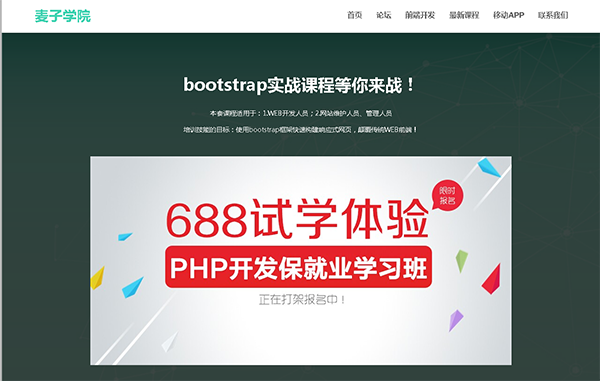 麦子学院
首页 论坛 前端开发 最新课程 移动APP 联系我们
bootstrap实战课程等你来战！
本套课程适用于：1.WEB开发人员；2.网站维护人员、管理人员
培训技能的目标：使用bootstrap框架快速构建响应式网页，颠覆传统WEB前端！
限时
报名
688试学体验
PHP开发保就业学习班
正在打架报名中！